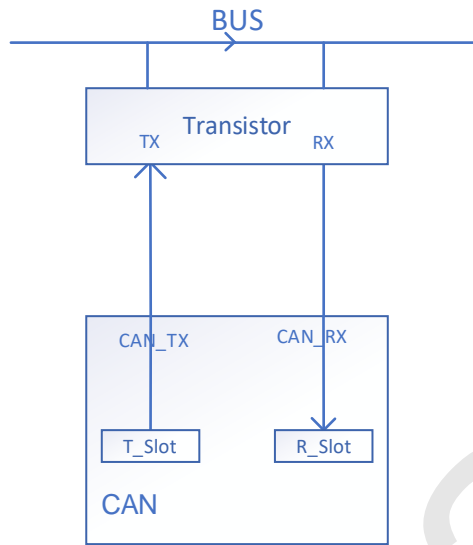 BUS
Transistor
TX RX
CAN_TX CAN_RX
T_Slot R_Slot
CAN